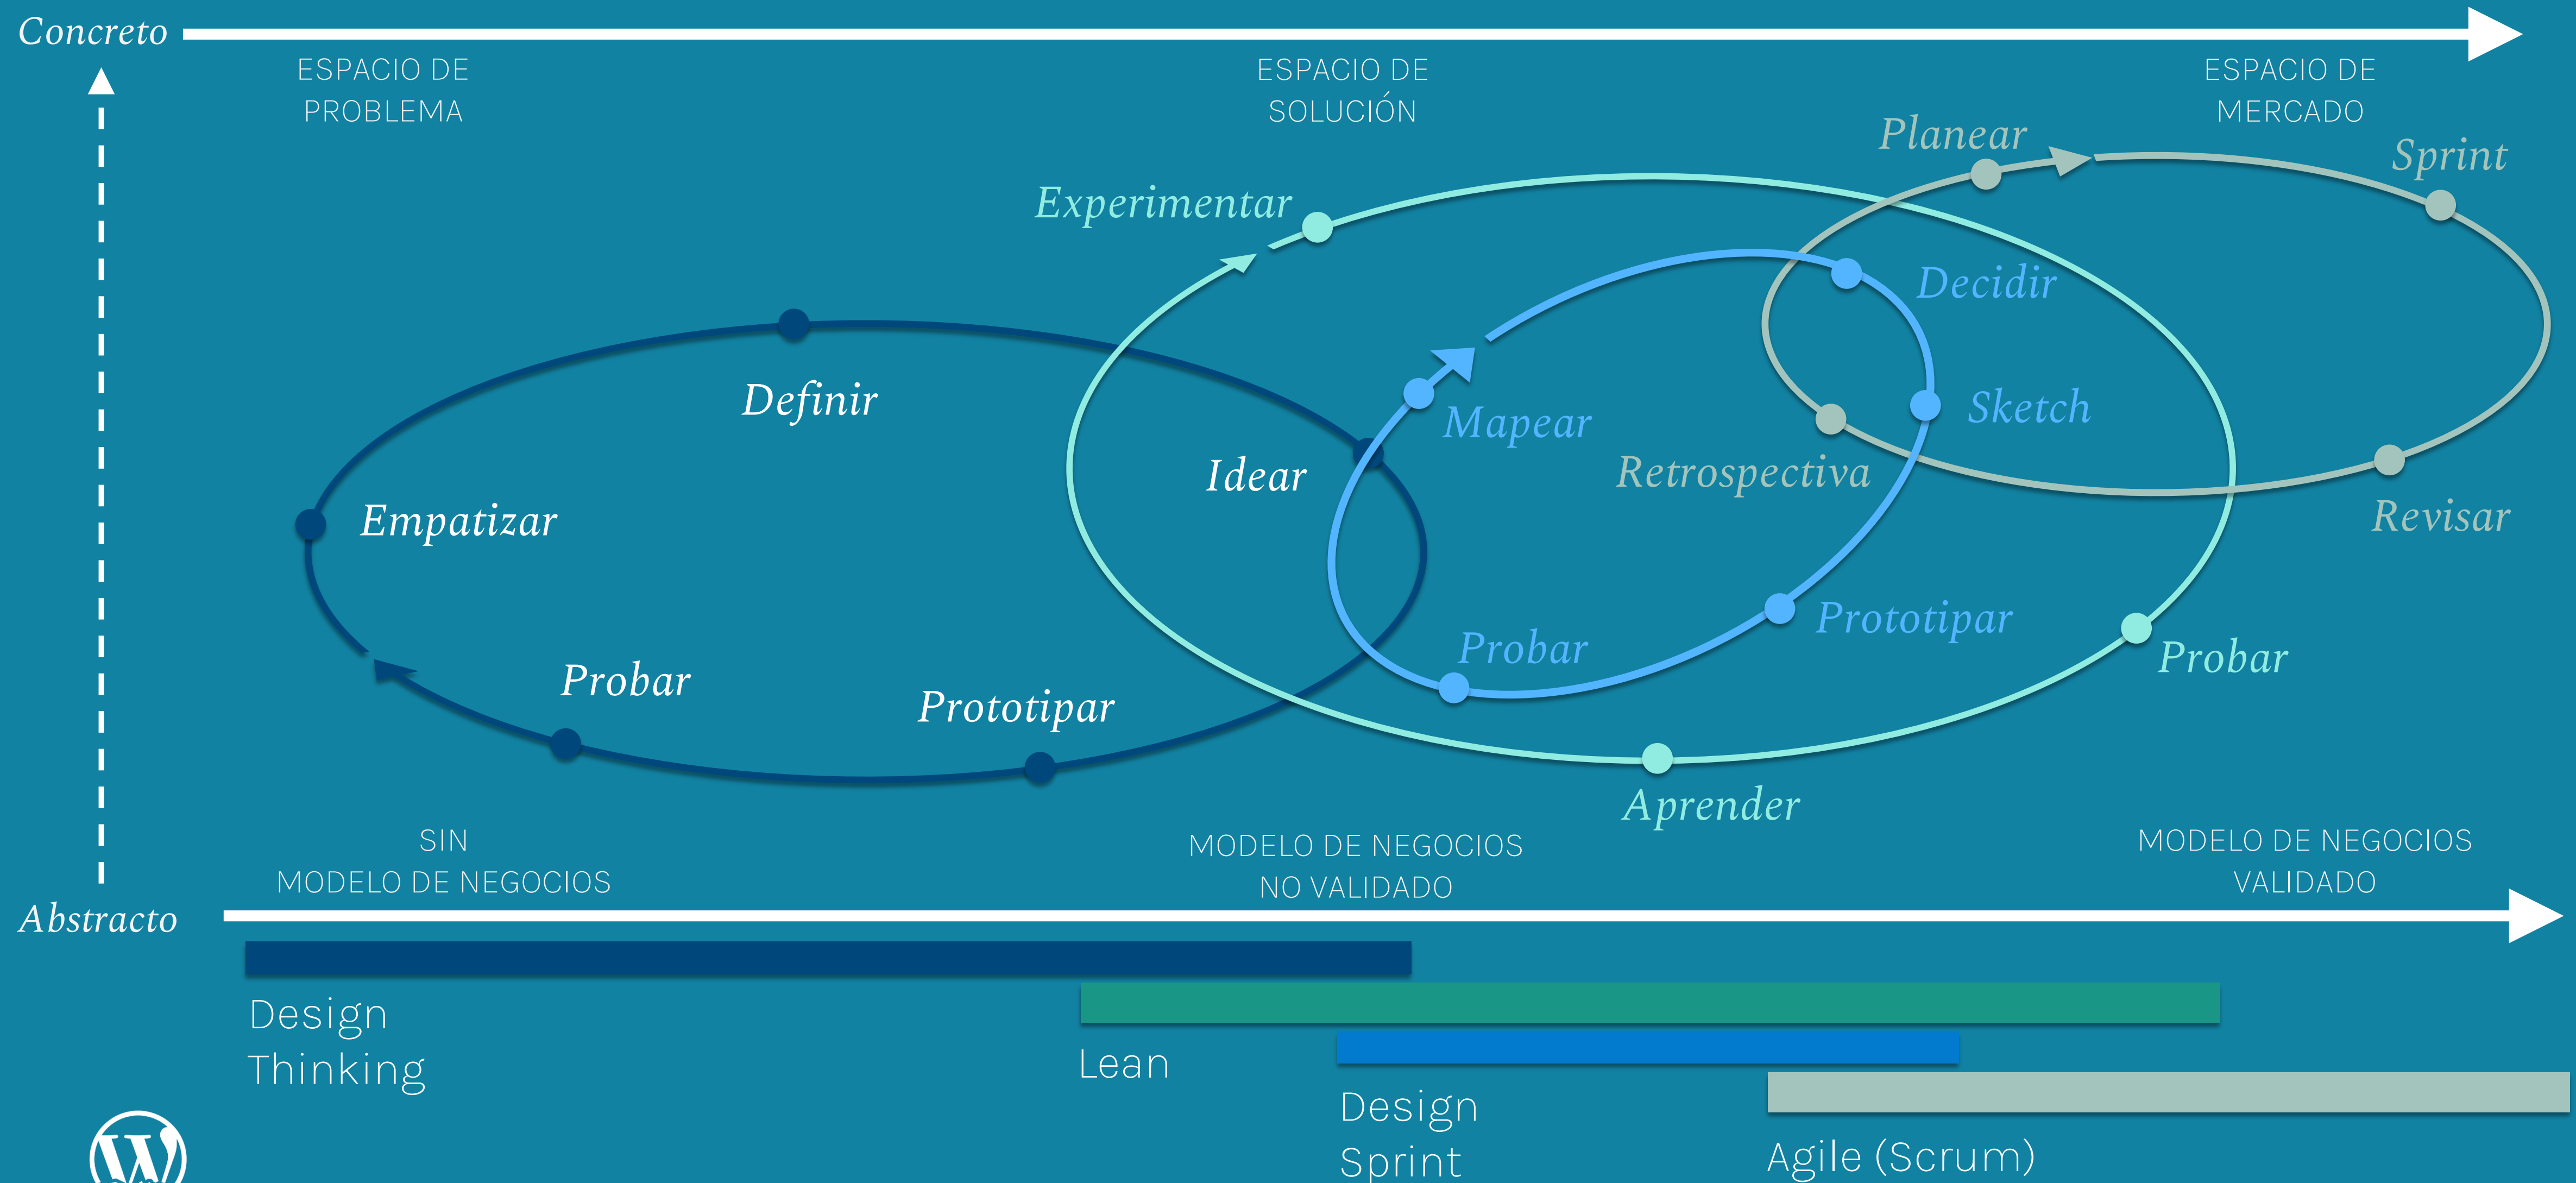 Concreto
ESPACIO DE
PROBLEMA
ESPACIO DE
SOLUCIÓN
ESPACIO DE
MERCADO
Planear
Sprint
Experimentar
Decidir
Definir
Mapear
Sketch
Idear
Retrospectiva
Empatizar
Revisar
Probar
Prototipar
Probar
Prototipar
Probar
Aprender
SIN
MODELO DE NEGOCIOS
MODELO DE NEGOCIOS
NO VALIDADO
MODELO DE NEGOCIOS
VALIDADO
Abstracto
Design
Thinking
Lean
Design
Sprint
Agile (Scrum)